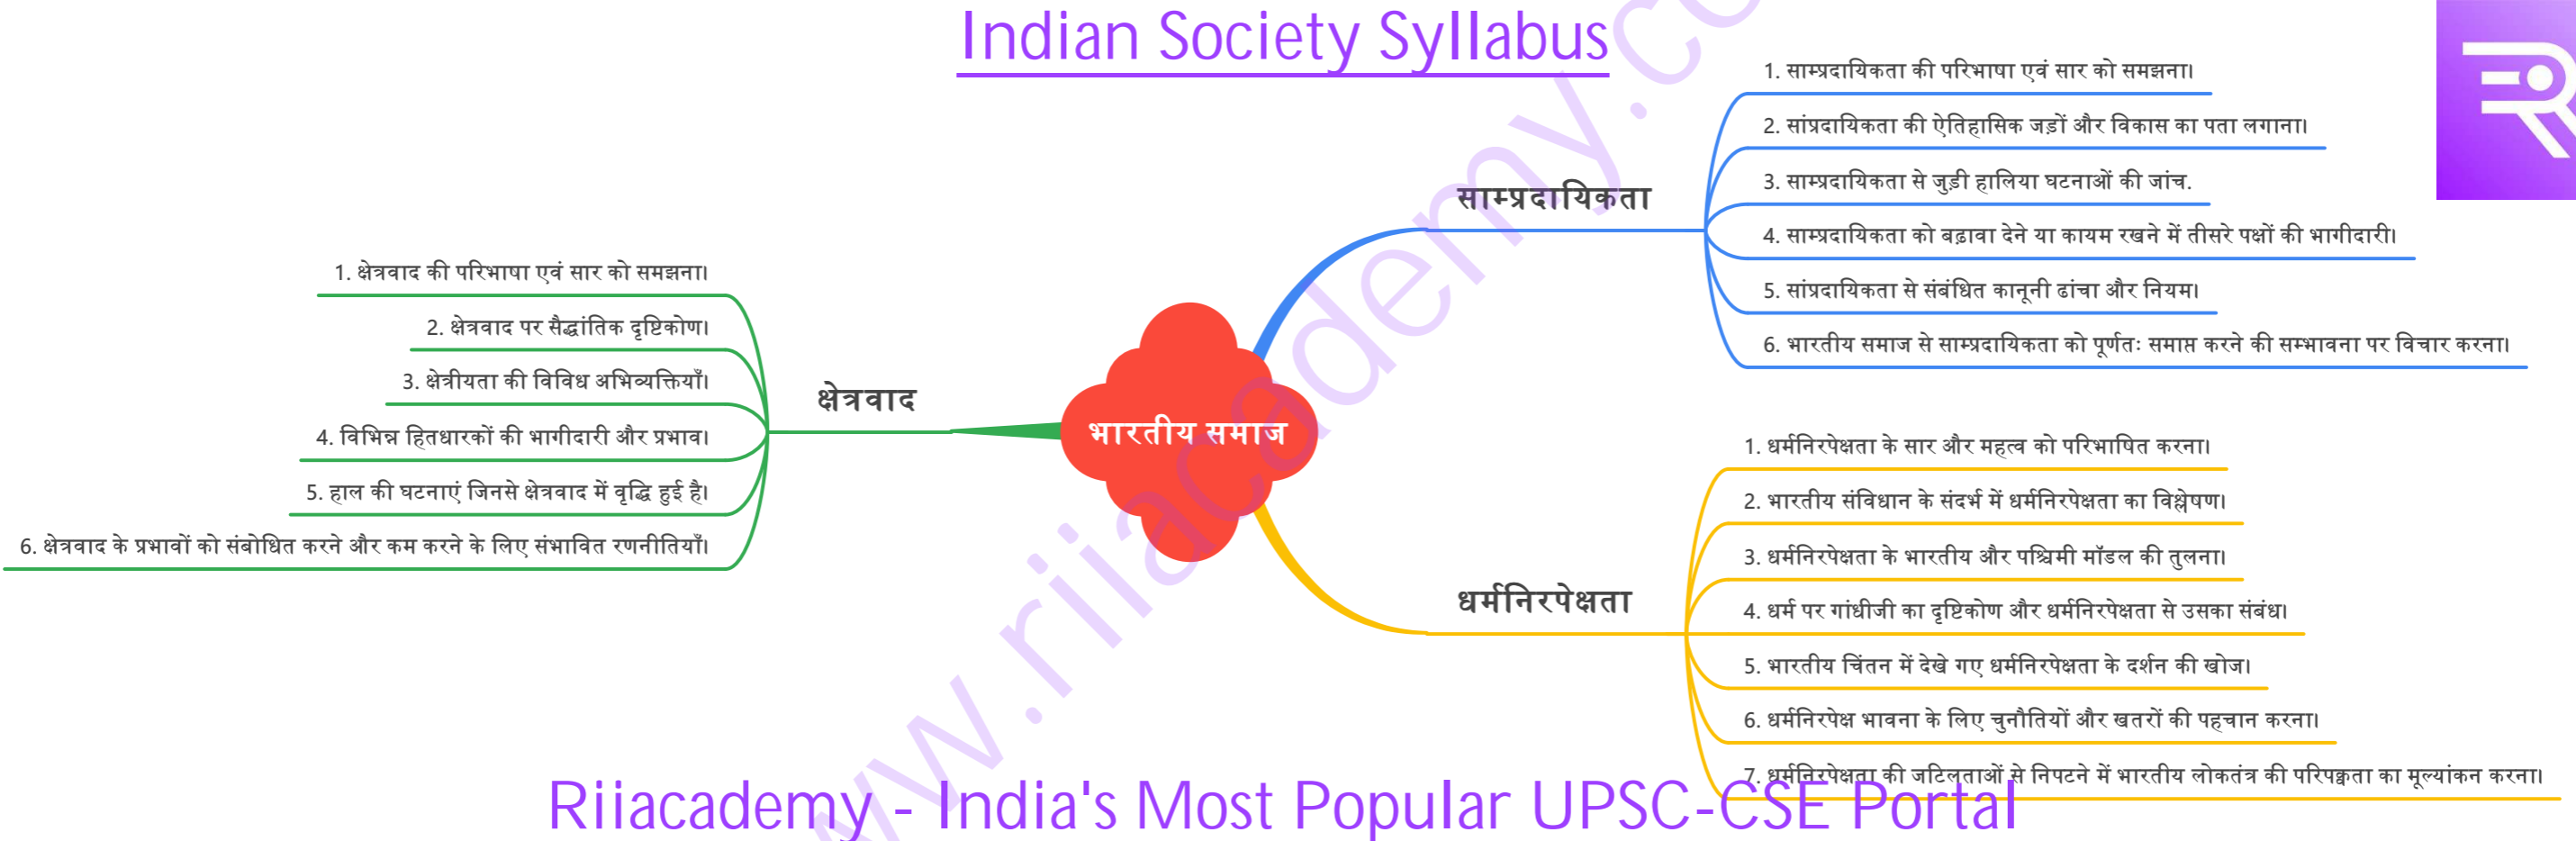 Indian Society Syllabus
भारतीय समाज
साम्प्रदायिकता
1. साम्प्रदायिकता की परिभाषा एवं सार को समझना।
2. सांप्रदायिकता की ऐतिहासिक जड़ों और विकास का पता लगाना।
3. साम्प्रदायिकता से जुड़ी हालिया घटनाओं की जांच.
4. साम्प्रदायिकता को बढ़ावा देने या कायम रखने में तीसरे पक्षों की भागीदारी।
5. सांप्रदायिकता से संबंधित कानूनी ढांचा और नियम।
6. भारतीय समाज से साम्प्रदायिकता को पूर्णतः समाप्त करने की सम्भावना पर विचार करना।
धर्मनिरपेक्षता
1. धर्मनिरपेक्षता के सार और महत्व को परिभाषित करना।
2. भारतीय संविधान के संदर्भ में धर्मनिरपेक्षता का विश्लेषण।
3. धर्मनिरपेक्षता के भारतीय और पश्चिमी मॉडल की तुलना।
4. धर्म पर गांधीजी का दृष्टिकोण और धर्मनिरपेक्षता से उसका संबंध।
5. भारतीय चिंतन में देखे गए धर्मनिरपेक्षता के दर्शन की खोज।
6. धर्मनिरपेक्ष भावना के लिए चुनौतियों और खतरों की पहचान करना।
7. धर्मनिरपेक्षता की जटिलताओं से निपटने में भारतीय लोकतंत्र की परिपक्वता का मूल्यांकन करना।
क्षेत्रवाद
1. क्षेत्रवाद की परिभाषा एवं सार को समझना।
2. क्षेत्रवाद पर सैद्धांतिक दृष्टिकोण।
3. क्षेत्रीयता की विविध अभिव्यक्तियाँ।
4. विभिन्न हितधारकों की भागीदारी और प्रभाव।
5. हाल की घटनाएं जिनसे क्षेत्रवाद में वृद्धि हुई है।
6. क्षेत्रवाद के प्रभावों को संबोधित करने और कम करने के लिए संभावित रणनीतियाँ।
Riiacademy - India's Most Popular UPSC-CSE Portal
ww.riiacademy.co